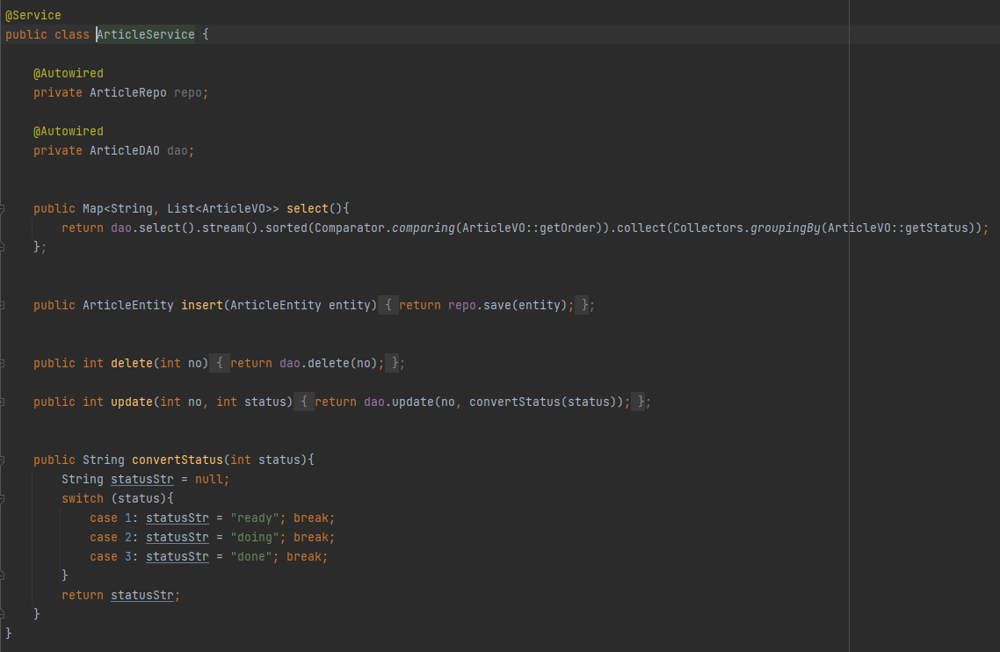 @Service
public class ArticleService {
@Autowired
private ArticleRepo repo;
@Autowired
private ArticleDAO dao;
public Map<String, List<ArticleVO>> select(){
return dao.select().stream().sorted(Comparator.comparing(ArticleVO::getOrder)).collect(Collectors.groupingBy(ArticleVO::getStatus));
};
public ArticleEntity insert(ArticleEntity entity) { return repo.save(entity); };
public int delete(int no) { return dao.delete(no); };
public int update(int no, int status) { return dao.update(no, convertStatus(status)); };
public String convertStatus(int status){
String statusStr = null;
switch (status){
case 1: statusStr = "ready"; break;
case 2: statusStr = "doing"; break;
case 3: statusStr = "done"; break;
}
return statusStr;
}
}